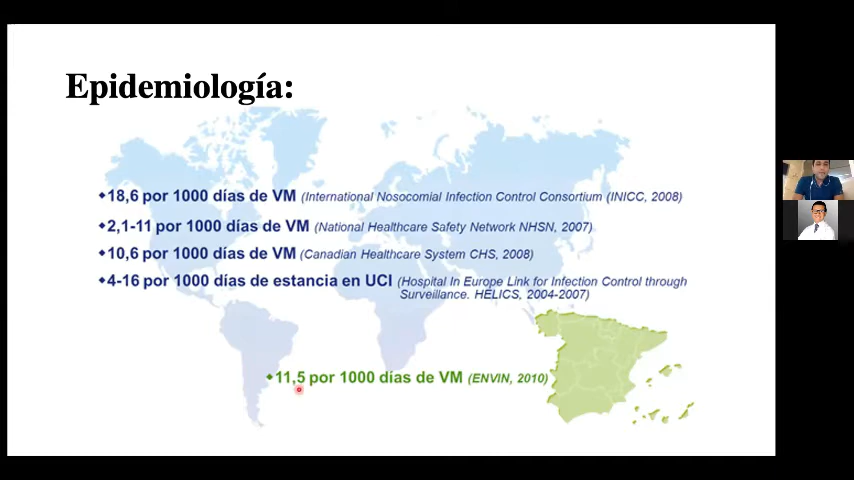 Epidemiología:
18,6 por 1000 días de VM (International Nosocomial Infection Control Consortium (INICC, 2008)
2,1-11 por 1000 días de VM (National Healthcare Safety Network NHSN, 2007)
10,6 por 1000 días de VM (Canadian Healthcare System CHS, 2008)
4-16 por 1000 días de estancia en UCI (Hospital In Europe Link for Infection Control through
Surveillance. HELICS, 2004-2007)
11,5 por 1000 días de VM (ENVIN, 2010)